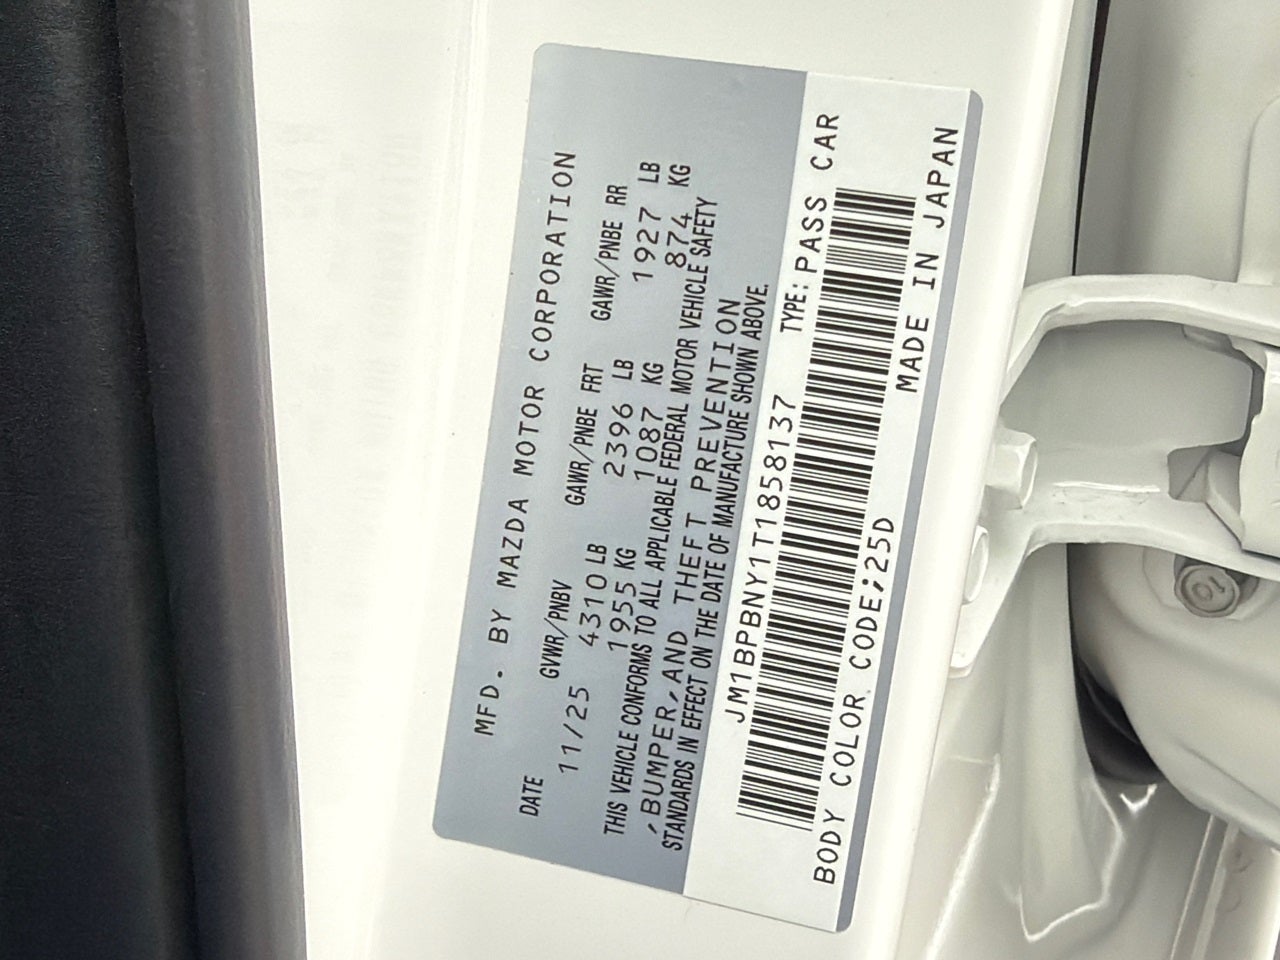 MFD. BY MAZDA MOTOR CORPORATION
DATE GVWR/PNBV GAWR/PNBE FRT GAWR/PNBE RR
11/25 4310 LB 2396 LB 1927 LB
1955 KG 1087 KG 874 KG
THIS VEHICLE CONFORMS TO ALL APPLICABLE FEDERAL MOTOR VEHICLE SAFETY
, BUMPER, AND THEFT PREVENTION
STANDARDS IN EFFECT ON THE DATE OF MANUFACTURE SHOWN ABOVE.
JM1BPBNY1T1858137 TYPE: PASS CAR
BODY COLOR CODE;25D MADE IN JAPAN
10